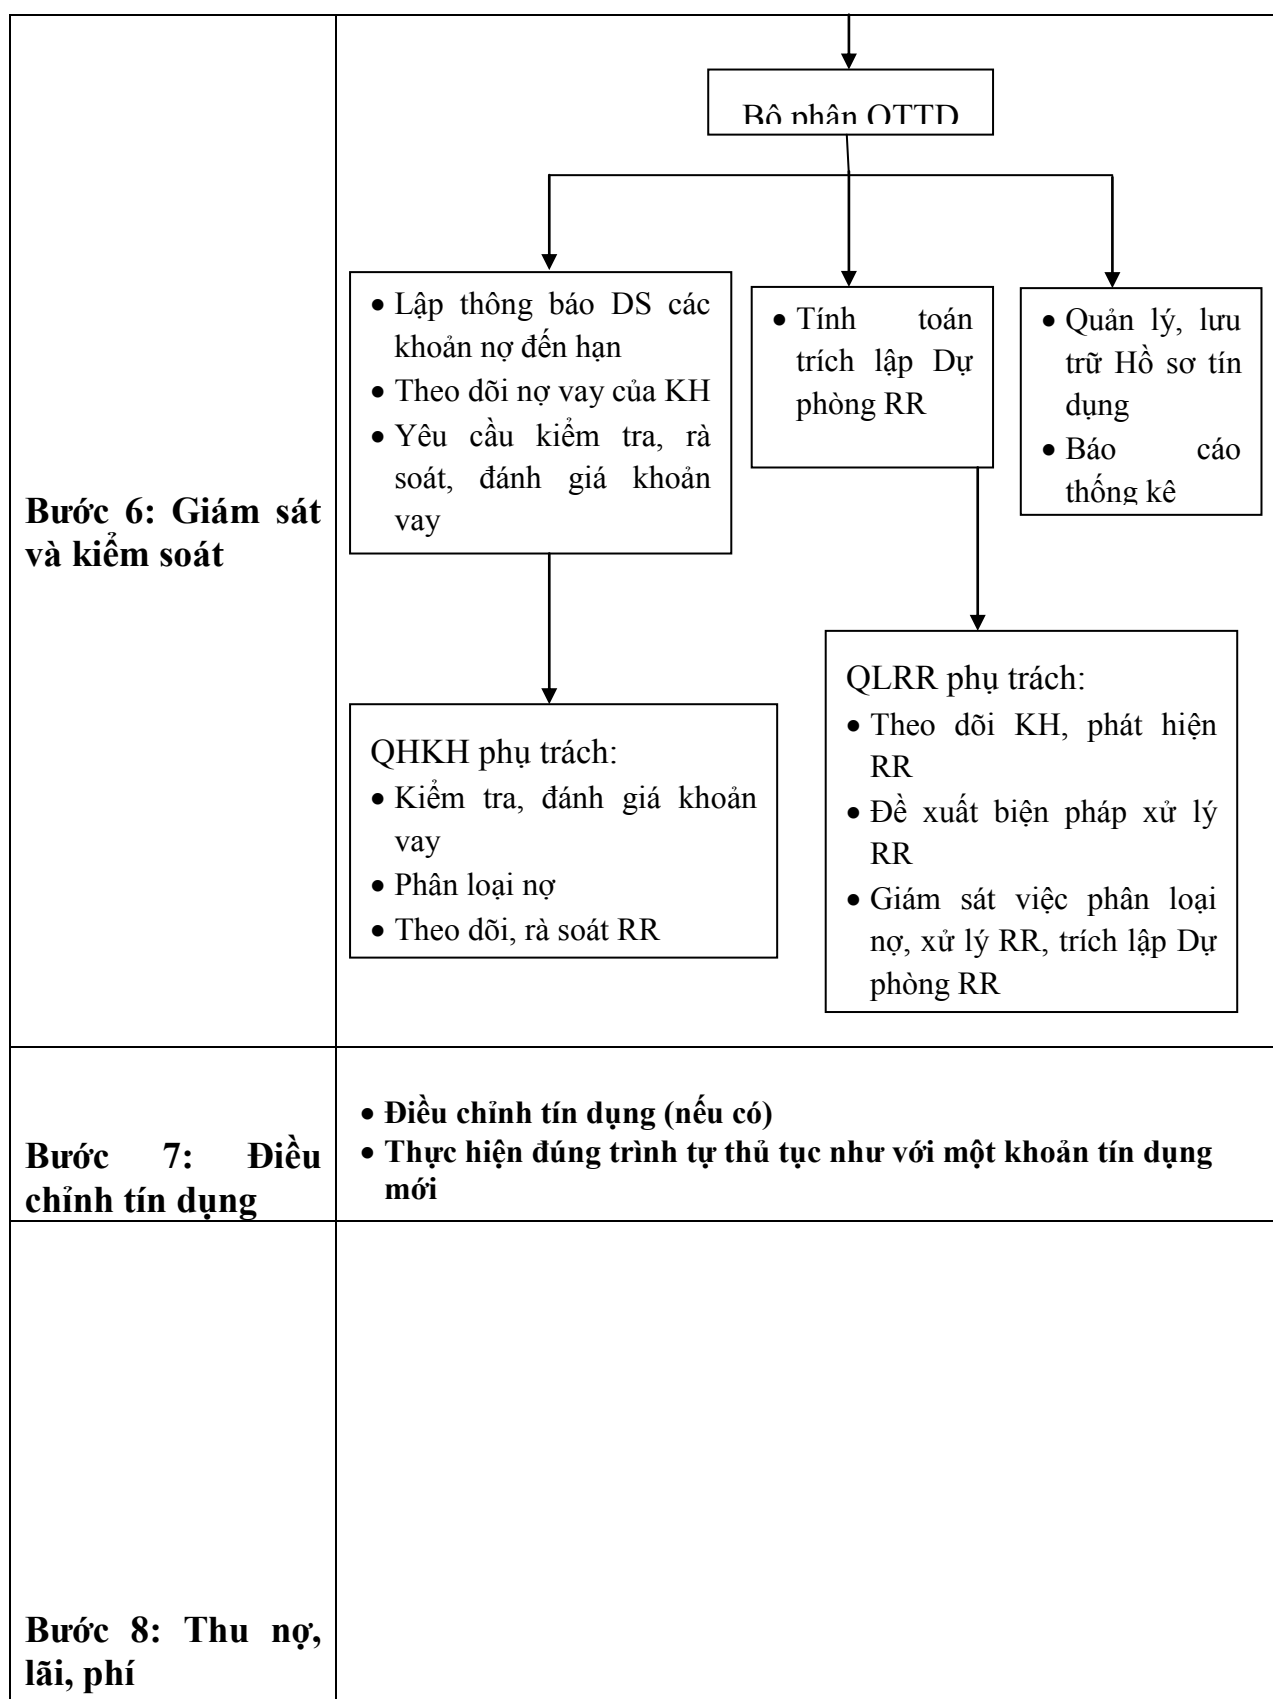 Bộ phận QTTD
• Lập thông báo DS các
khoản nợ đến hạn
• Theo dõi nợ vay của KH
• Yêu cầu kiểm tra, rà
soát, đánh giá khoản
vay
• Tính toán
trích lập Dự
phòng RR
• Quản lý, lưu
trữ Hồ sơ tín
dụng
• Báo cáo
thống kê
Bước 6: Giám sát
và kiểm soát
QHKH phụ trách:
• Kiểm tra, đánh giá khoản
vay
• Phân loại nợ
• Theo dõi, rà soát RR
QLRR phụ trách:
• Theo dõi KH, phát hiện
RR
• Đề xuất biện pháp xử lý
RR
• Giám sát việc phân loại
nợ, xử lý RR, trích lập Dự
phòng RR
Bước 7: Điều
chỉnh tín dụng
• Điều chỉnh tín dụng (nếu có)
• Thực hiện đúng trình tự thủ tục như với một khoản tín dụng
mới
Bước 8: Thu nợ,
lãi, phí